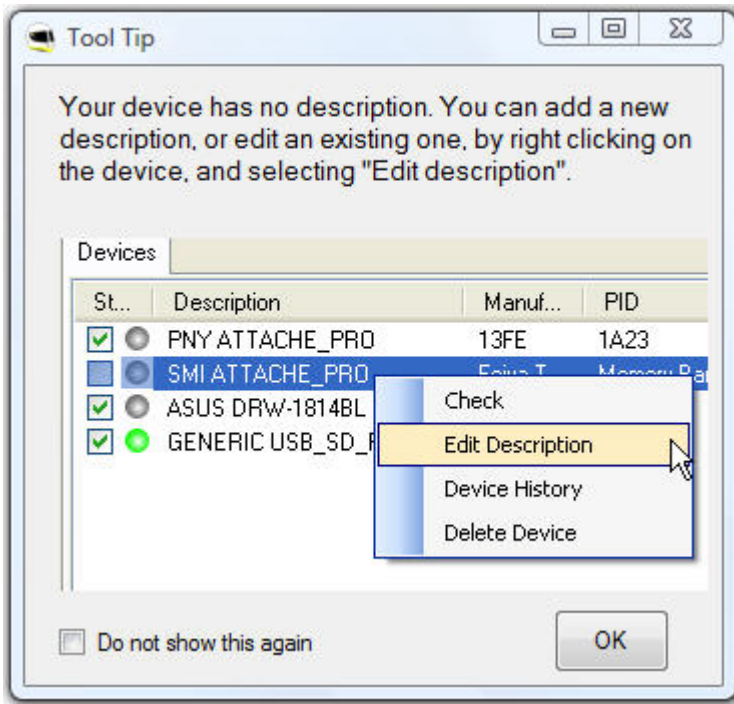 Tool Tip
Your device has no description. You can add a new
description, or edit an existing one, by right clicking on
the device, and selecting "Edit description".
Devices
St... Description Manuf... PID
PNY ATTACHE_PRO 13FE 1A23
SMI ATTACHE_PRO Memory
ASUS DRW-1814BL
GENERIC USB_SD_
Check
Edit Description
Device History
Delete Device
Do not show this again
OK